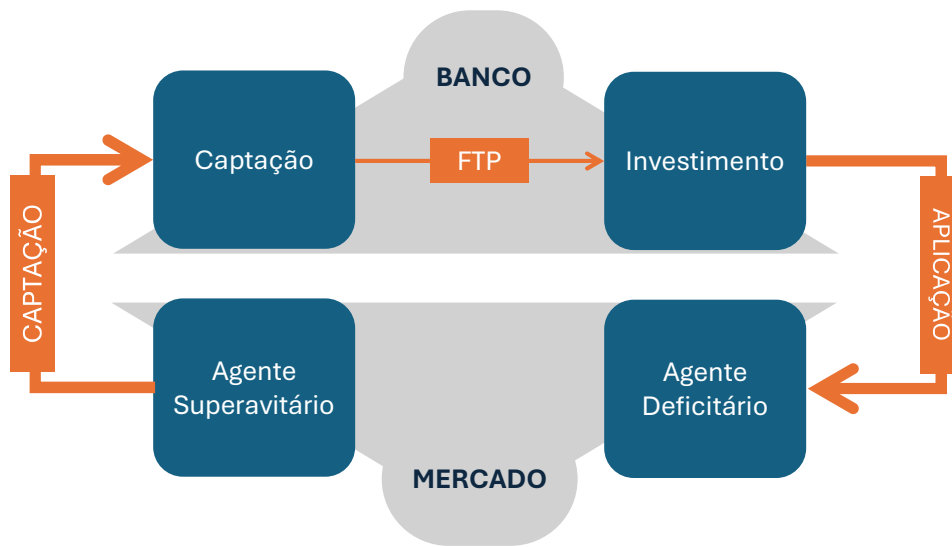 BANCO
Captação
FTP
Investimento
CAPTAÇÃO
APLICAÇÃO
Agente
Superavitário
Agente
Deficitário
MERCADO